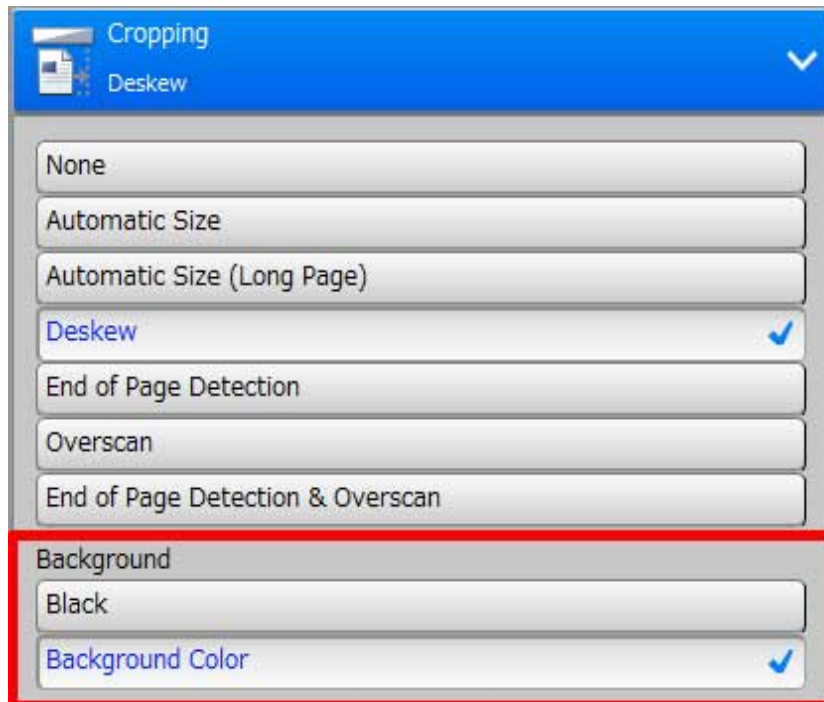 Cropping
Deskew
None
Automatic Size
Automatic Size (Long Page)
Deskew
End of Page Detection
Overscan
End of Page Detection & Overscan
Background
Black
Background Color